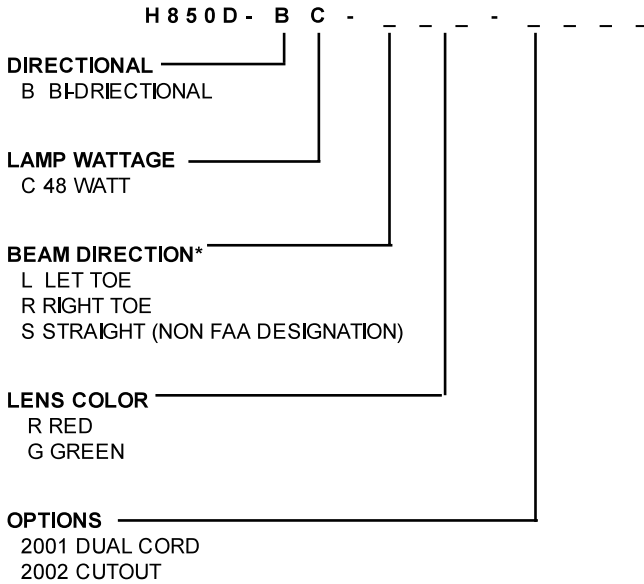 H850D- B C - _ _ _ - _ _ _ _
DIRECTIONAL
B BI-DRIECTIONAL
LAMP WATTAGE
C 48 WATT
BEAM DIRECTION*
L LET TOE
R RIGHT TOE
S STRAIGHT (NON FAA DESIGNATION)
LENS COLOR
R RED
G GREEN
OPTIONS
2001 DUAL CORD
2002 CUTOUT